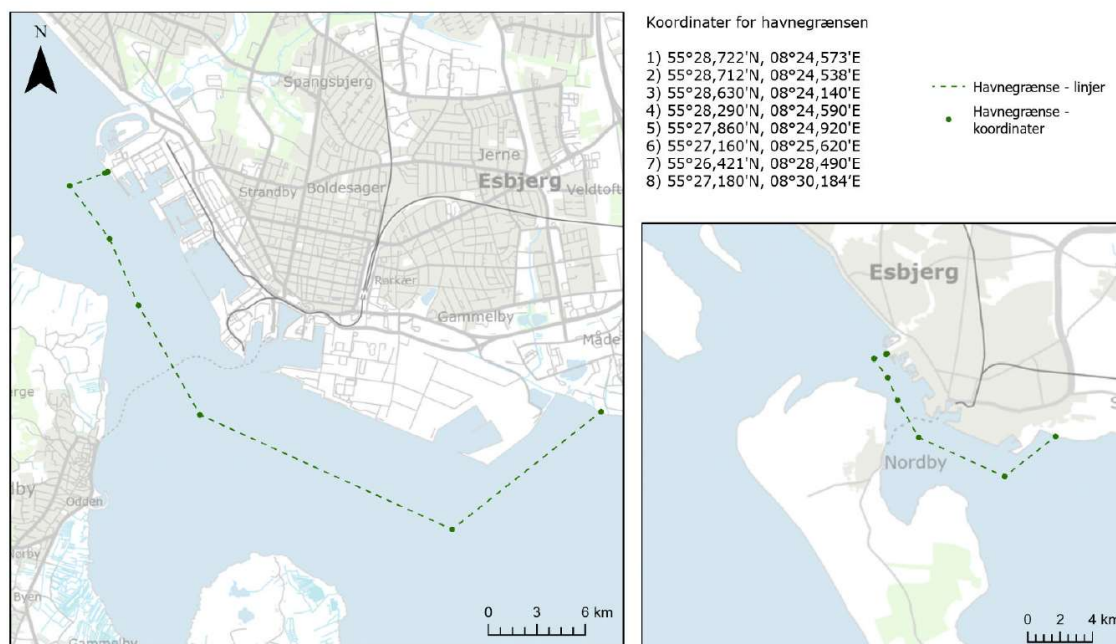 N
Spangsbjerg
Jerne
Strandby
Boldesager
Esbjerg
Veldtoft
Rørkær
Gammelby
Måde
erge
lby
Odden
Byen
Gammelby
0 3 6 km
Koordinater for havnegrænsen
1) 55°28,722'N, 08°24,573'E
2) 55°28,712'N, 08°24,538'E
3) 55°28,630'N, 08°24,140'E
4) 55°28,290'N, 08°24,590'E
5) 55°27,860'N, 08°24,920'E
6) 55°27,160'N, 08°25,620'E
7) 55°26,421'N, 08°28,490'E
8) 55°27,180'N, 08°30,184'E
Havnegrænse - linjer
Havnegrænse -
koordinater
Esbjerg
S
Nordby
0 2 4 km